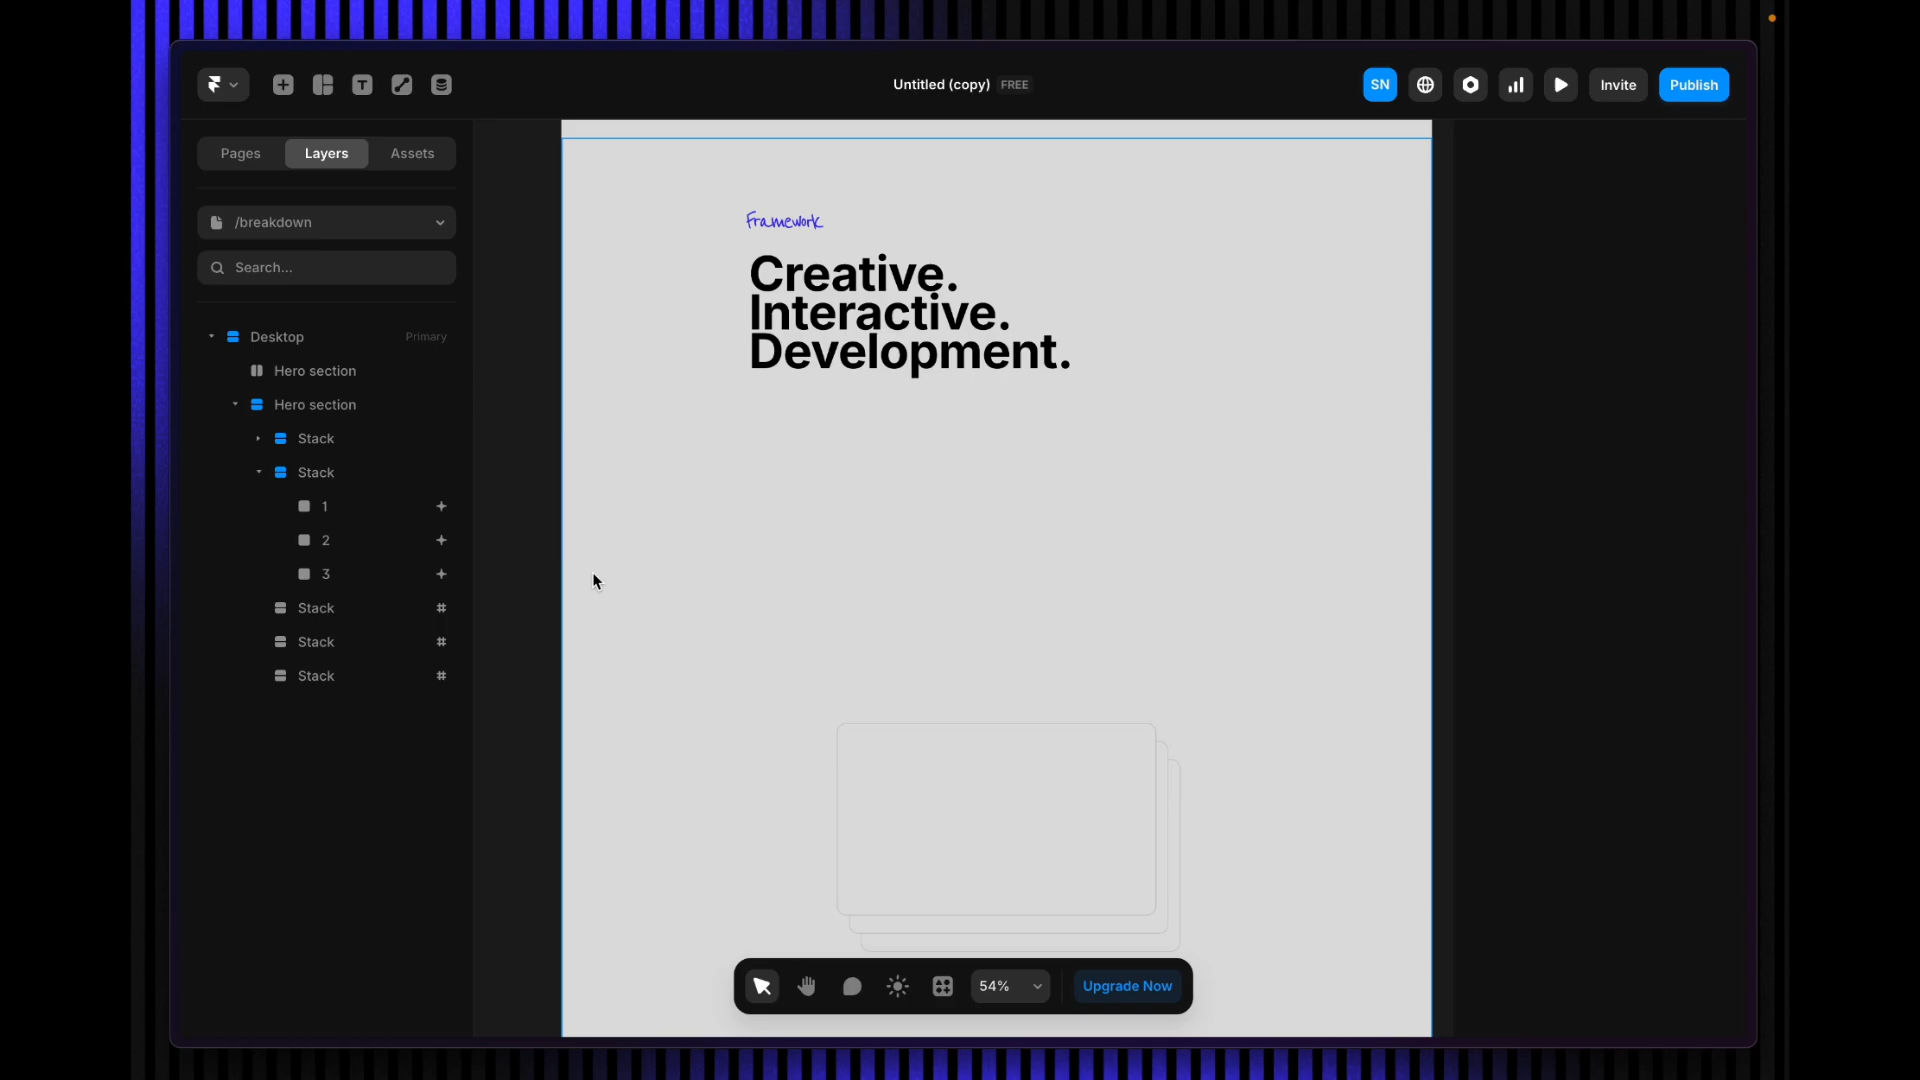 Untitled (copy) FREE
SN
Invite
Publish
Pages
Layers
Assets
/breakdown
Search...
Desktop
Primary
Hero section
Hero section
Stack
Stack
1
2
3
Stack
Stack
Stack
Framework
Creative.
Interactive.
Development.
54%
Upgrade Now